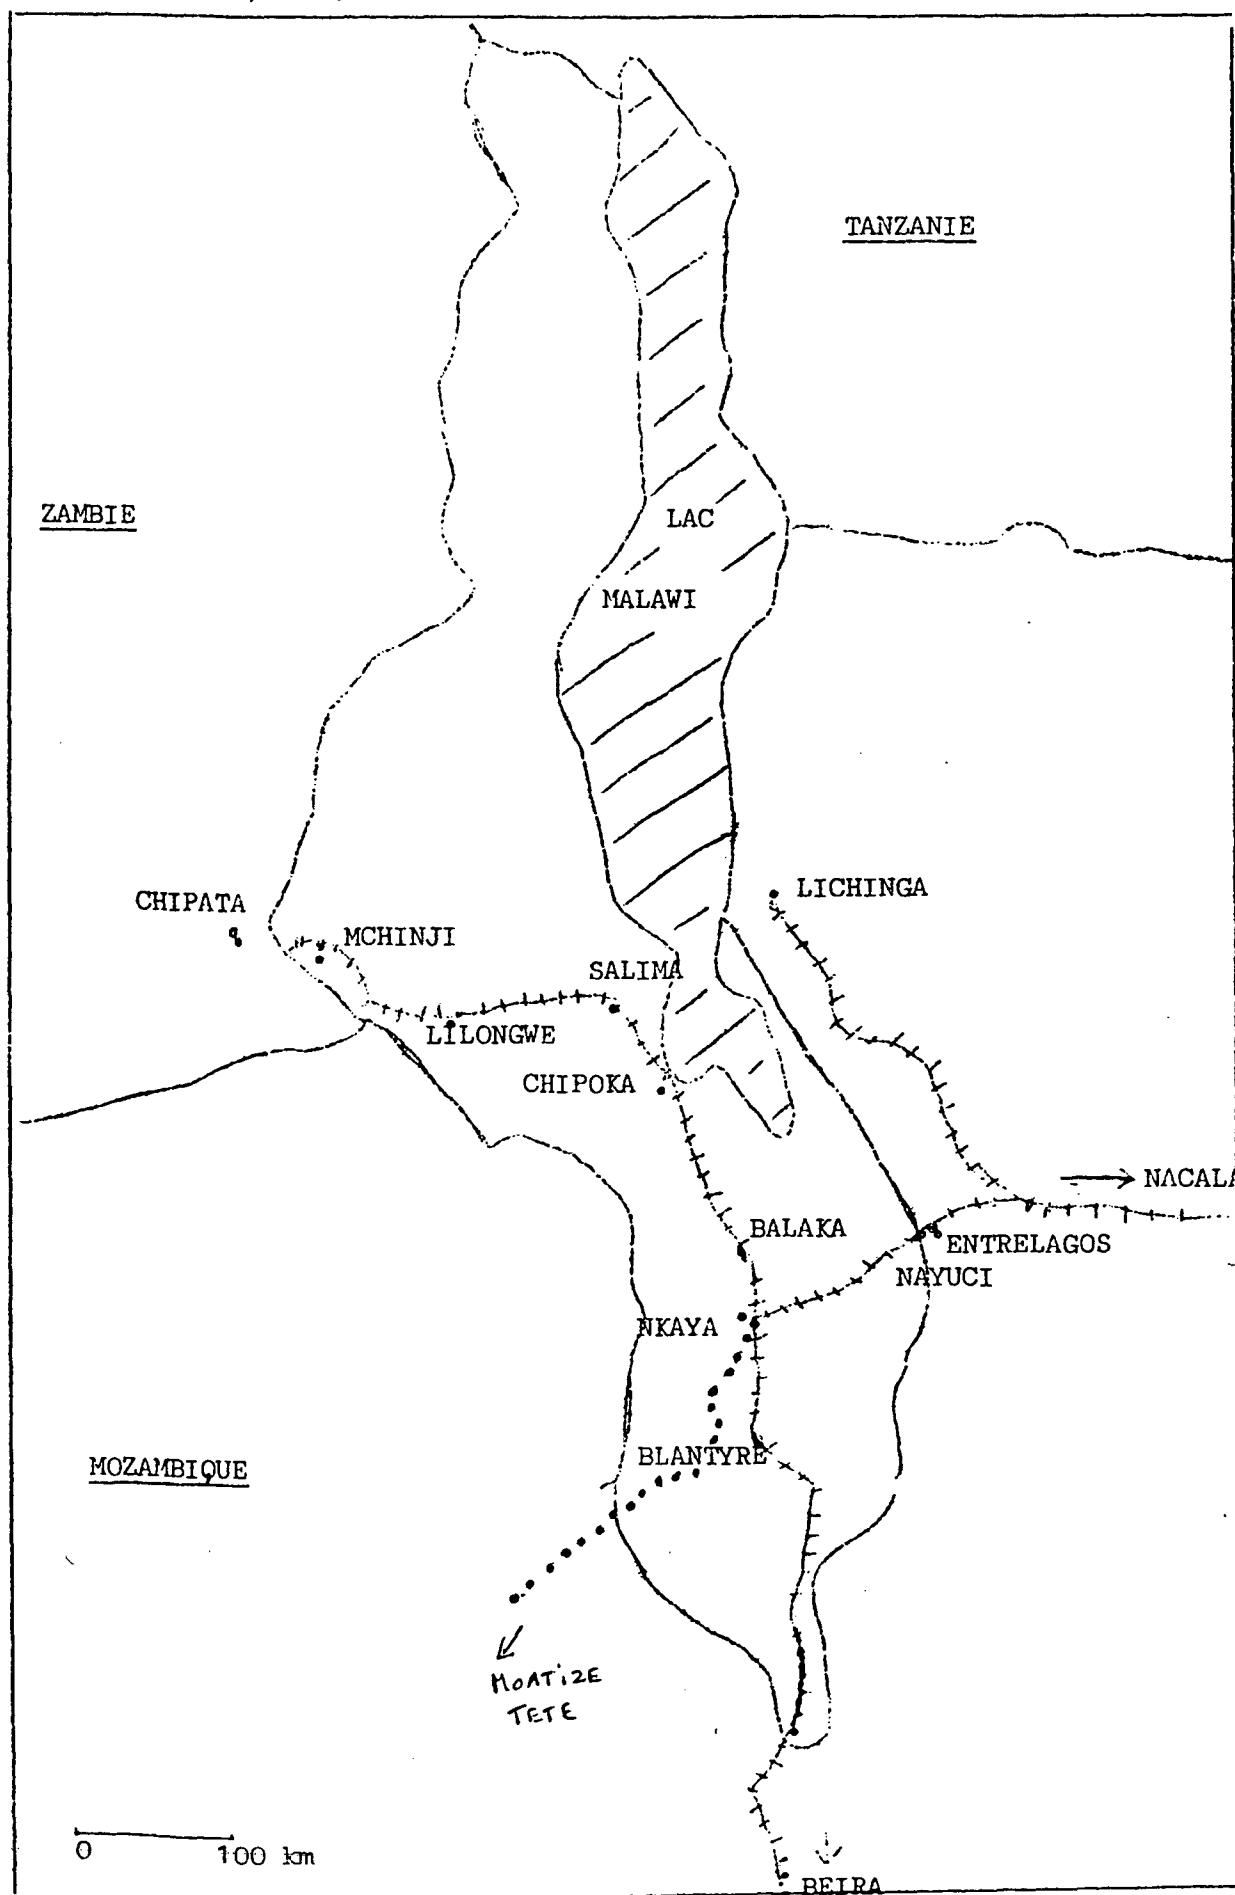 TANZANIE
ZAMBIE
LAC
MALAWI
LICHINGA
CHIPATA
MCHINJI
SALIMA
LILONGWE
CHIPOKA
NACALA
BALAKA
ENTRELAGOS
NAYUCI
NKAYA
BLANTYRE
MOZAMBIQUE
MOATIZE
TETE
0 100 km
BEIRA